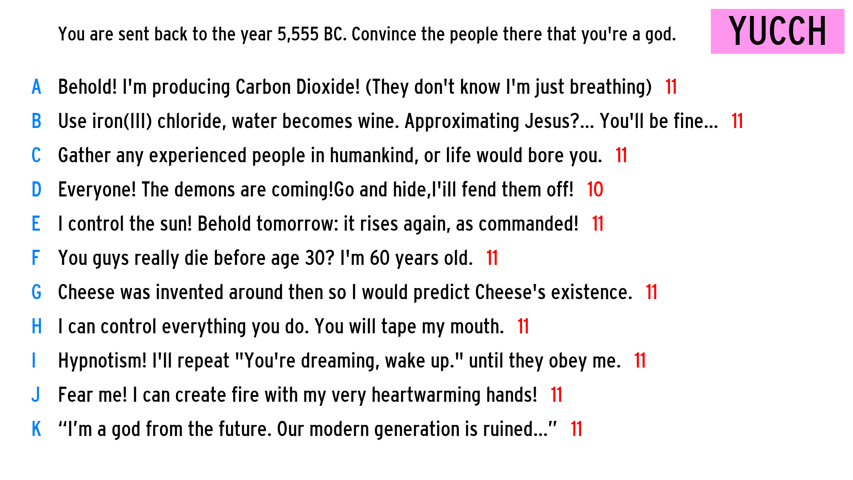 You are sent back to the year 5,555 BC. Convince the people there that you're a god.
YUCCH
A Behold! I'm producing Carbon Dioxide! (They don't know I'm just breathing) 11
B Use iron(III) chloride, water becomes wine. Approximating Jesus?... You'll be fine... 11
C Gather any experienced people in humankind, or life would bore you. 11
D Everyone! The demons are coming!Go and hide,I'ill fend them off! 10
E I control the sun! Behold tomorrow: it rises again, as commanded! 11
F You guys really die before age 30? I'm 60 years old. 11
G Cheese was invented around then so I would predict Cheese's existence. 11
H I can control everything you do. You will tape my mouth. 11
I Hypnotism! I'll repeat "You're dreaming, wake up." until they obey me. 11
J Fear me! I can create fire with my very heartwarming hands! 11
K “I’m a god from the future. Our modern generation is ruined...” 11